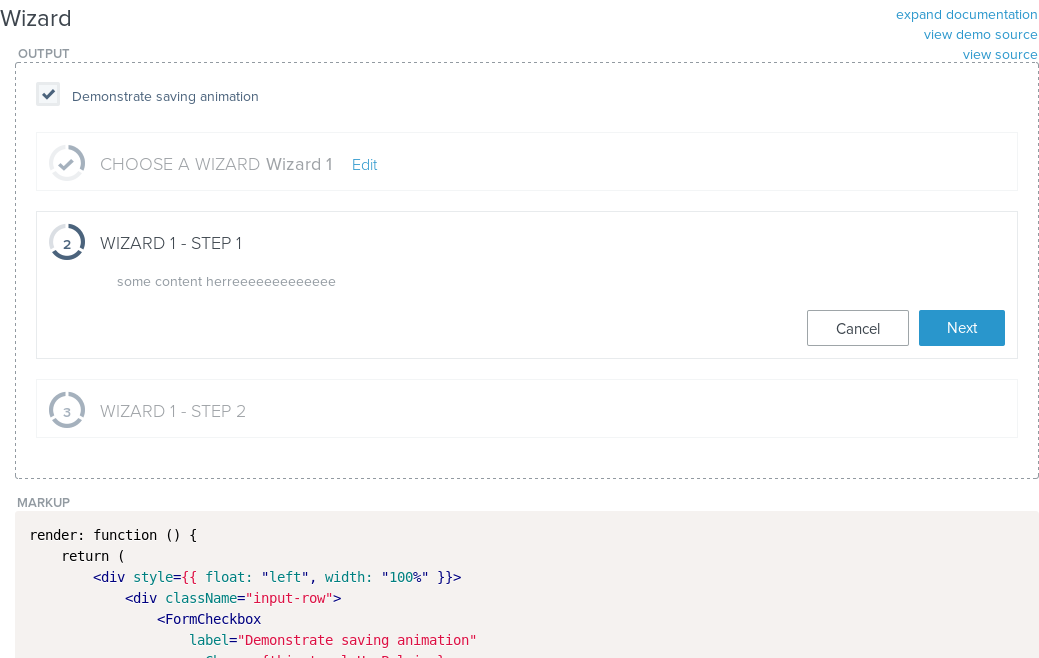 Wizard
expand documentation
view demo source
view source
OUTPUT
Demonstrate saving animation
CHOOSE A WIZARD Wizard 1 Edit
2 WIZARD 1 - STEP 1
some content herreeeeeeeeeeeee
Cancel Next
3 WIZARD 1 - STEP 2
MARKUP
render: function () {
return (
<div style={{ float: "left", width: "100%" }}>
<div className="input-row">
<FormCheckbox
label="Demonstrate saving animation"